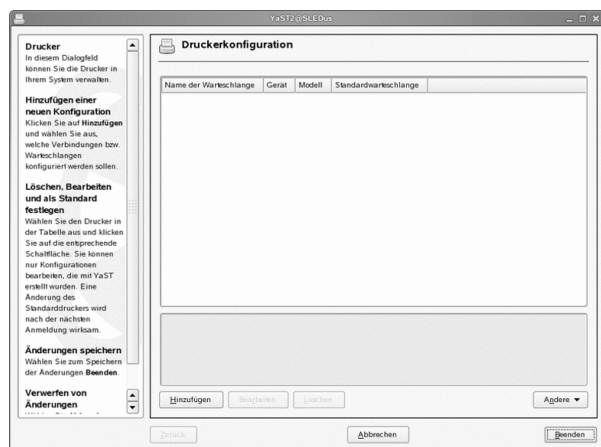 YaST2@SLEDus
Drucker
In diesem Dialogfeld
können Sie die Drucker in
Ihrem System verwalten.
Hinzufügen einer
neuen Konfiguration
Klicken Sie auf Hinzufügen
und wählen Sie aus,
welche Verbindungen bzw.
Warteschlangen
konfiguriert werden sollen.
Löschen, Bearbeiten
und als Standard
festlegen
Wählen Sie den Drucker in
der Tabelle aus und klicken
Sie auf die entsprechende
Schaltfläche. Sie können
nur Konfigurationen
bearbeiten, die mit YaST
erstellt wurden. Eine
Änderung des
Standarddruckers wird
nach der nächsten
Anmeldung wirksam.
Änderungen speichern
Wählen Sie zum Speichern
der Änderungen Beenden.
Verwerfen von
Änderungen
Druckerkonfiguration
Name der Warteschlange Gerät Modell Standardwarteschlange
Hinzufügen Bearbeiten Löschen Andere
Zurück Abbrechen Beenden